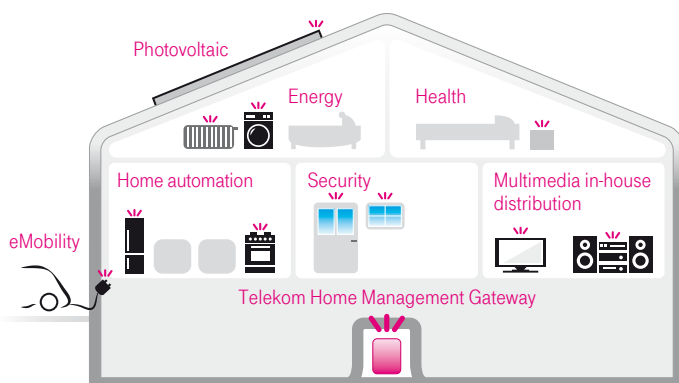 Photovoltaic
Energy
Health
Home automation
Security
Multimedia in-house
distribution
eMobility
Telekom Home Management Gateway